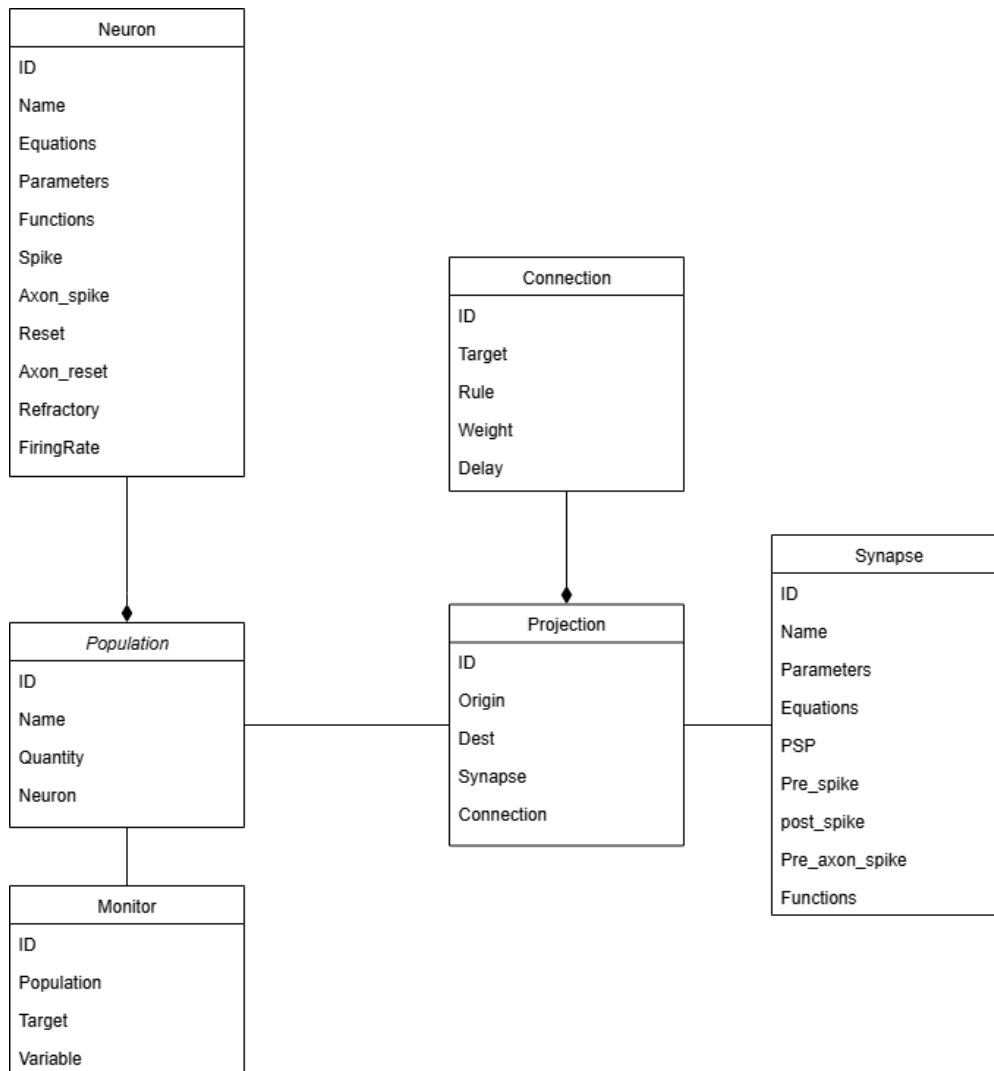 Neuron
ID
Name
Equations
Parameters
Functions
Spike
Axon_spike
Reset
Axon_reset
Refractory
FiringRate
Connection
ID
Target
Rule
Weight
Delay
Synapse
ID
Name
Parameters
Equations
PSP
Pre_spike
post_spike
Pre_axon_spike
Functions
Population
ID
Name
Quantity
Neuron
Projection
ID
Origin
Dest
Synapse
Connection
Monitor
ID
Population
Target
Variable